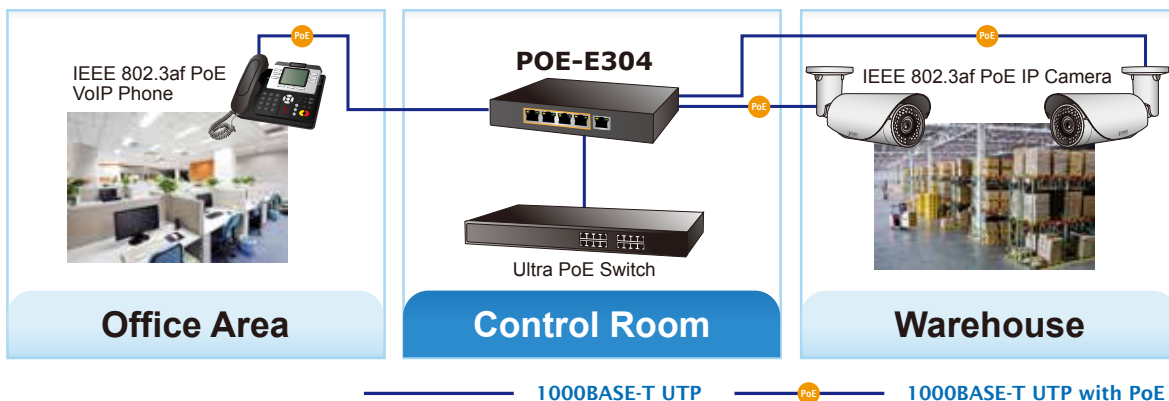 PoE
PoE
IEEE 802.3af PoE
VoIP Phone
POE-E304
IEEE 802.3af PoE IP Camera
PoE
Ultra PoE Switch
Office Area
Control Room
Warehouse
1000BASE-T UTP
PoE
1000BASE-T UTP with PoE